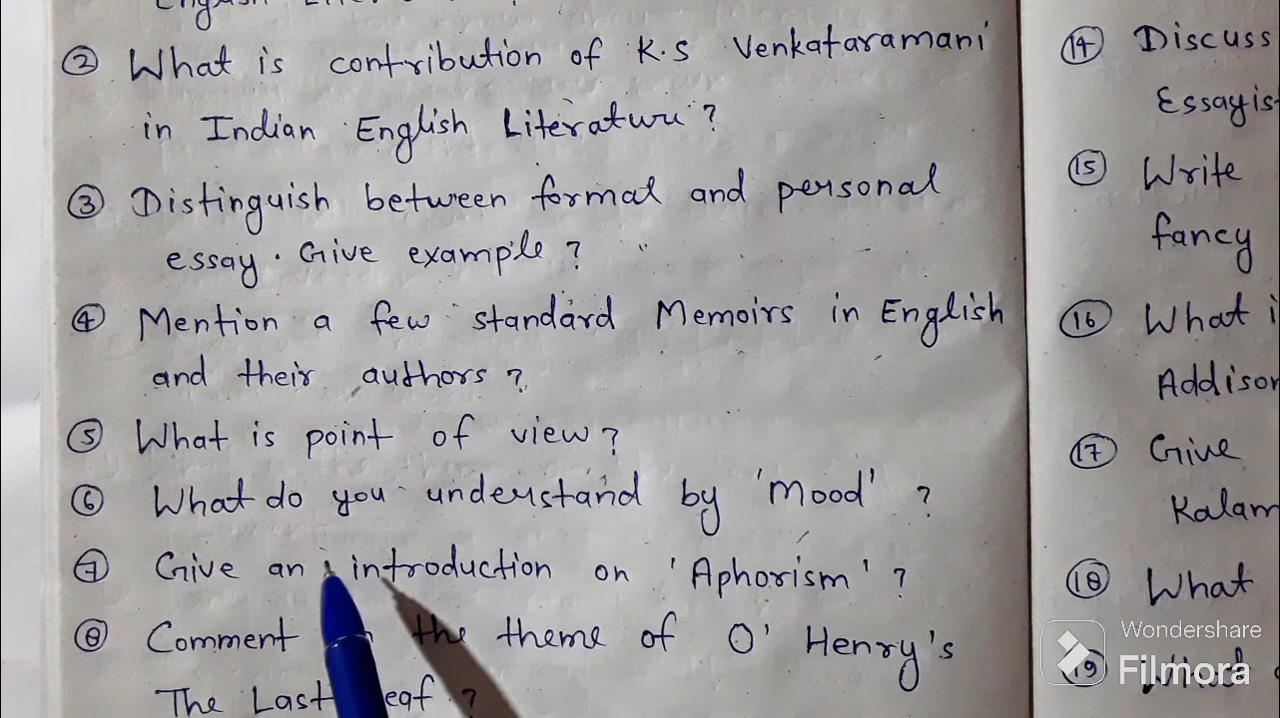 English
② What is contribution of K.S Venkataramani
in Indian English Literature ?
③ Distinguish between formal and personal
essay. Give example ?
④ Mention a few standard Memoirs in English
and their authors ?
⑤ What is point of view ?
⑥ What do you understand by 'Mood' ?
⑦ Give an introduction on 'Aphorism' ?
⑧ Comment the theme of O' Henry's
The Last eaf ?
⑭ Discuss
Essayis
⑮ Write
fancy
⑯ What i
Addison
⑰ Give
Kalam
⑱ What
⑲ What
Wondershare
Filmora